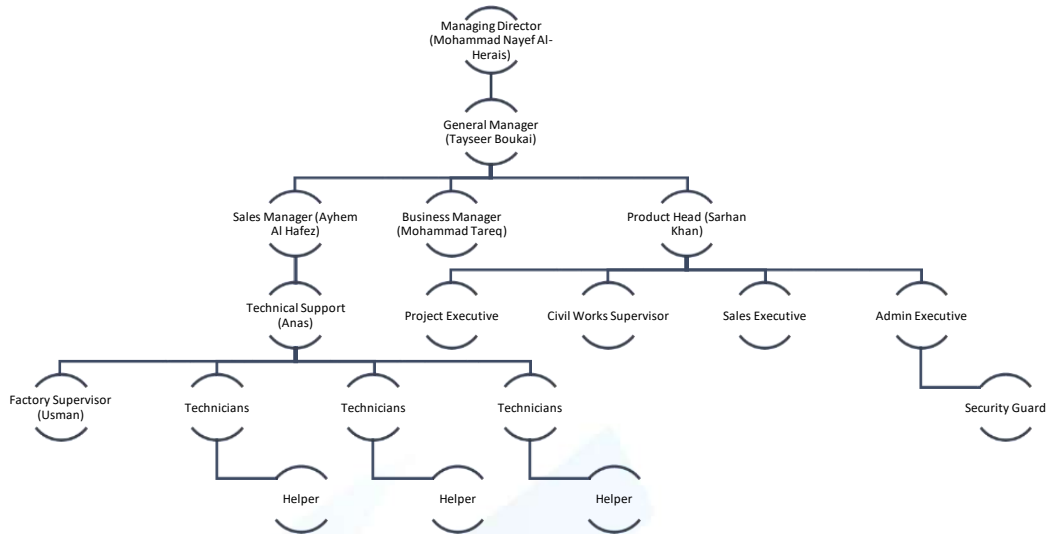 Managing Director
(Mohammad Nayef Al-
Herais)
General Manager
(Tayseer Boukai)
Sales Manager (Ayhem
Al Hafez)
Business Manager
(Mohammad Tareq)
Product Head (Sarhan
Khan)
Technical Support
(Anas)
Project Executive
Civil Works Supervisor
Sales Executive
Admin Executive
Factory Supervisor
(Usman)
Technicians
Technicians
Technicians
Security Guard
Helper
Helper
Helper